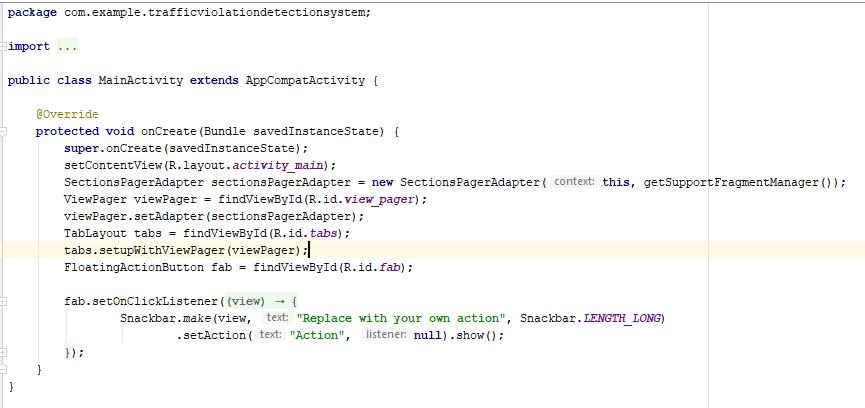 package com.example.trafficviolationdetectionsystem;
import ...
public class MainActivity extends AppCompatActivity {
@Override
protected void onCreate(Bundle savedInstanceState) {
super.onCreate(savedInstanceState);
setContentView(R.layout.activity_main);
SectionsPagerAdapter sectionsPagerAdapter = new SectionsPagerAdapter( context: this, getSupportFragmentManager());
ViewPager viewPager = findViewById(R.id.view_pager);
viewPager.setAdapter(sectionsPagerAdapter);
TabLayout tabs = findViewById(R.id.tabs);
tabs.setupWithViewPager(viewPager);
FloatingActionButton fab = findViewById(R.id.fab);
fab.setOnClickListener((view) → {
Snackbar.make(view, text: "Replace with your own action", Snackbar.LENGTH_LONG)
.setAction( text: "Action", listener: null).show();
});
}
}